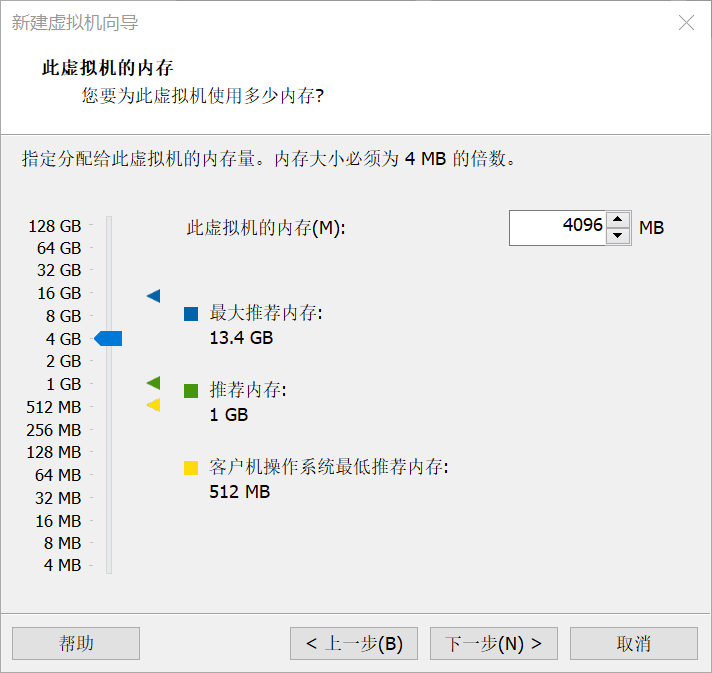 新建虚拟机向导
此虚拟机的内存
您要为此虚拟机使用多少内存?
指定分配给此虚拟机的内存量。内存大小必须为 4 MB 的倍数。
128 GB
64 GB
32 GB
16 GB
8 GB
4 GB
2 GB
1 GB
512 MB
256 MB
128 MB
64 MB
32 MB
16 MB
8 MB
4 MB
此虚拟机的内存(M):
4096 MB
最大推荐内存:
13.4 GB
推荐内存:
1 GB
客户机操作系统最低推荐内存:
512 MB
帮助
< 上一步(B)
下一步(N) >
取消